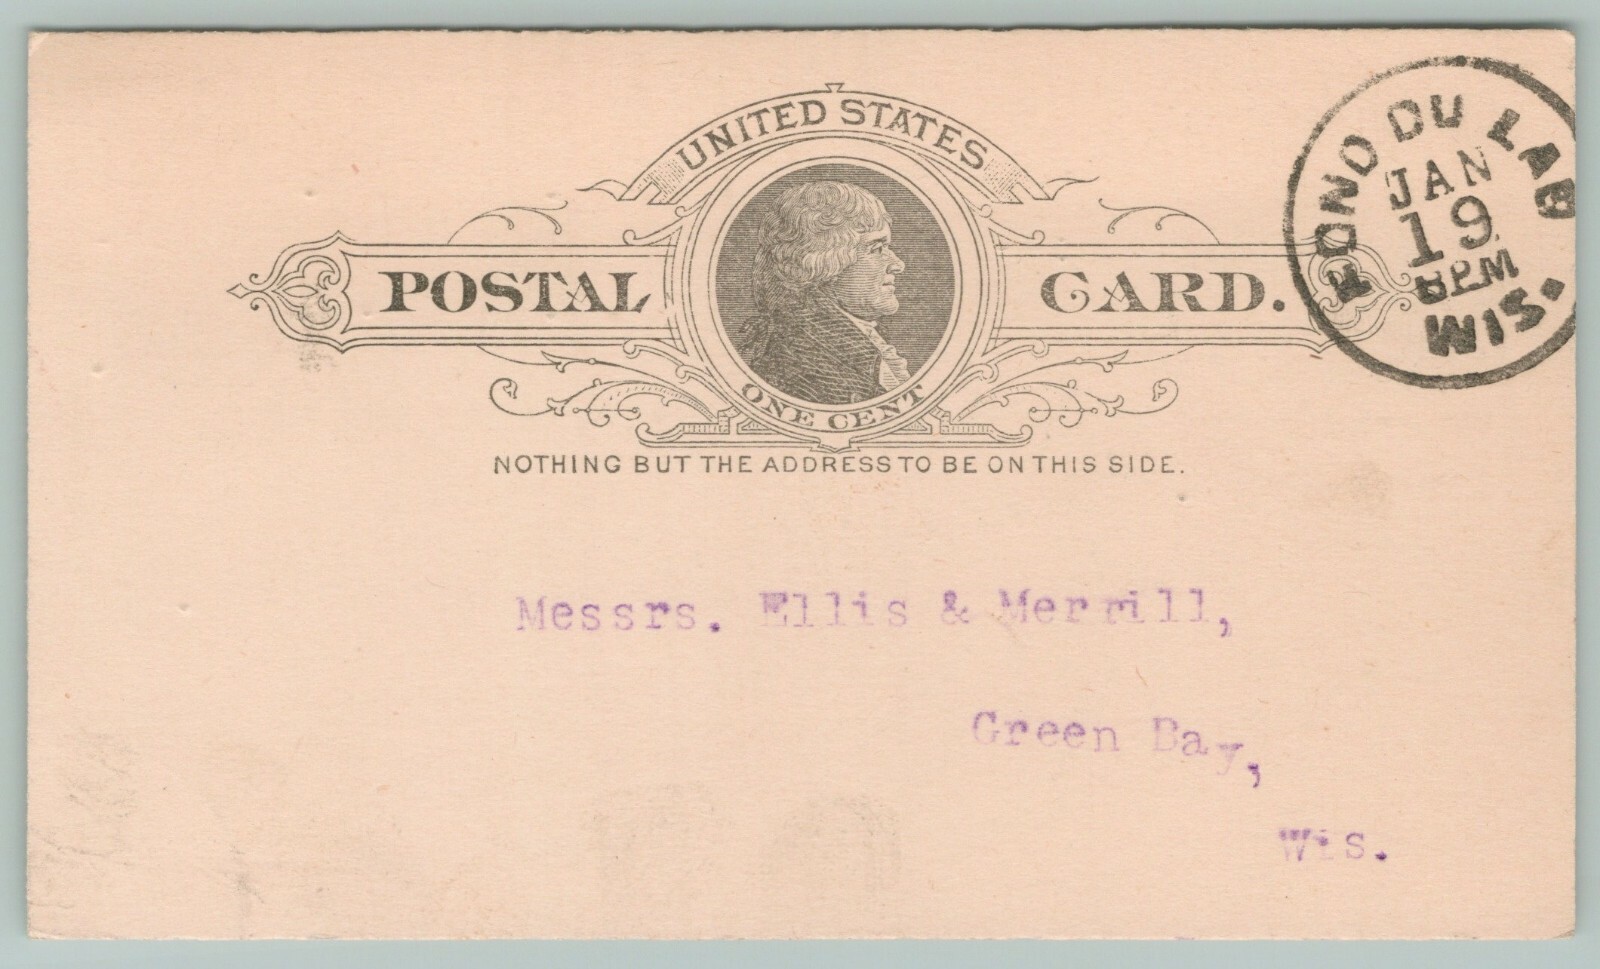 UNITED STATES
POSTAL CARD.
ONE CENT
NOTHING BUT THE ADDRESS TO BE ON THIS SIDE.
FOND DU LAC
JAN
19
8PM
WIS.
Messrs. Ellis & Merrill,
Green Bay,
Wis.